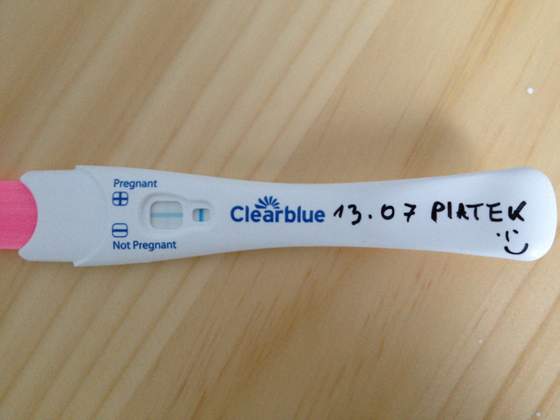 Pregnant
Clearblue 13.07 PIATEK
Not Pregnant